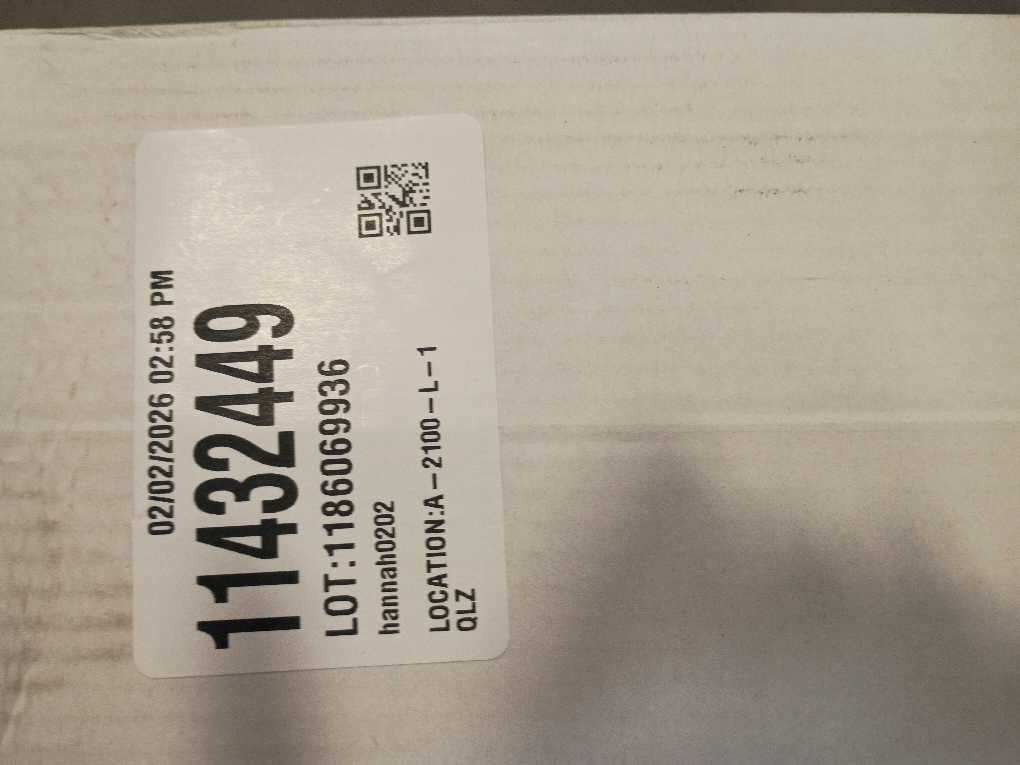 02/02/2026 02:58 PM
11432449
LOT:1186069936
hannah0202
LOCATION:A-2100-L-1
QLZ